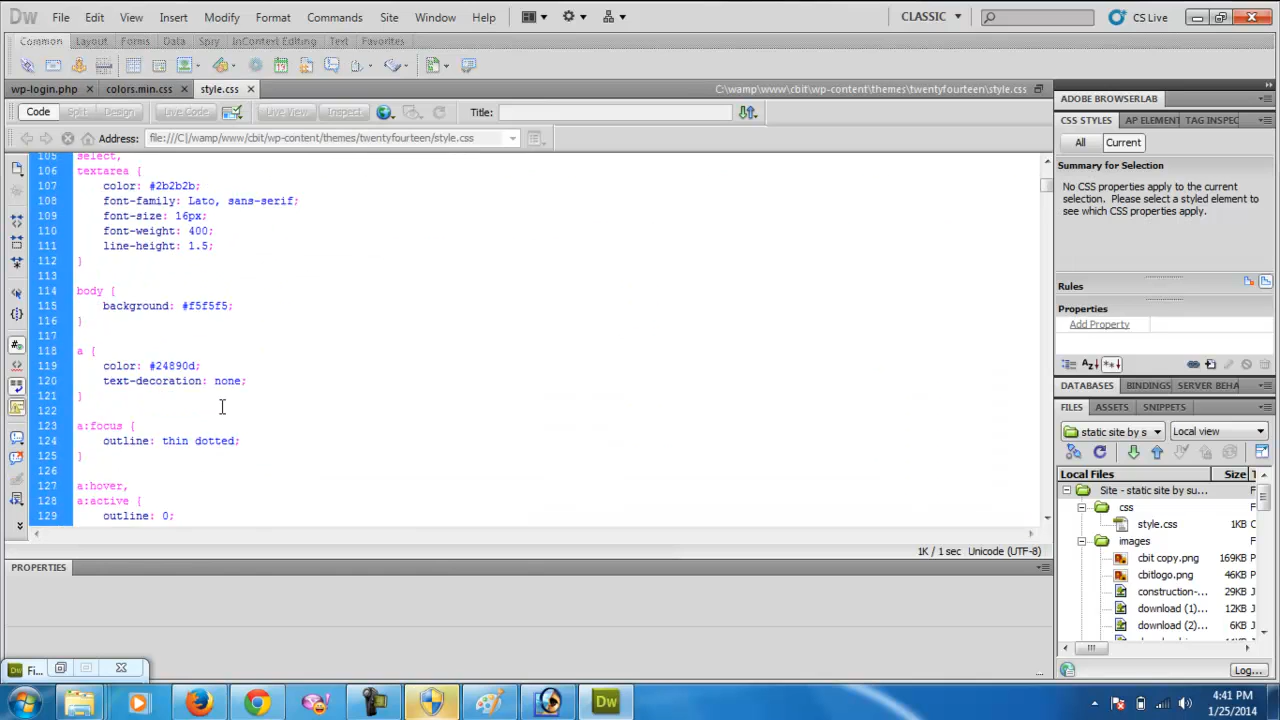 Dw File Edit View Insert Modify Format Commands Site Window Help CLASSIC CS Live
Common Layout Forms Data Spry InContext Editing Text Favorites
wp-login.php × colors.min.css × style.css × C:\wamp\www\cbit\wp-content\themes\twentyfourteen\style.css
Code Split Design Live Code Live View Inspect Title:
Address: file:///C|/wamp/www/cbit/wp-content/themes/twentyfourteen/style.css
105 select,
106 textarea {
107 color: #2b2b2b;
108 font-family: Lato, sans-serif;
109 font-size: 16px;
110 font-weight: 400;
111 line-height: 1.5;
112 }
113
114 body {
115 background: #f5f5f5;
116 }
117
118 a {
119 color: #24890d;
120 text-decoration: none;
121 }
122
123 a:focus {
124 outline: thin dotted;
125 }
126
127 a:hover,
128 a:active {
129 outline: 0;
1K / 1 sec Unicode (UTF-8)
PROPERTIES
ADOBE BROWSERLAB
CSS STYLES AP ELEMENT TAG INSPEC
All Current
Summary for Selection
No CSS properties apply to the current
selection. Please select a styled element
to see which CSS properties apply.
Rules
Properties
Add Property
DATABASES BINDINGS SERVER BEHA
FILES ASSETS SNIPPETS
static site by s Local view
Local Files Size T
Site - static site by su... F
css F
style.css 1KB C
images F
cbit copy.png 169KB P
cbitlogo.png 46KB P
construction-... 29KB J
download (1)... 12KB J
download (2)... 6KB J
Log...
Dw Fi...
Dw
4:41 PM
1/25/2014